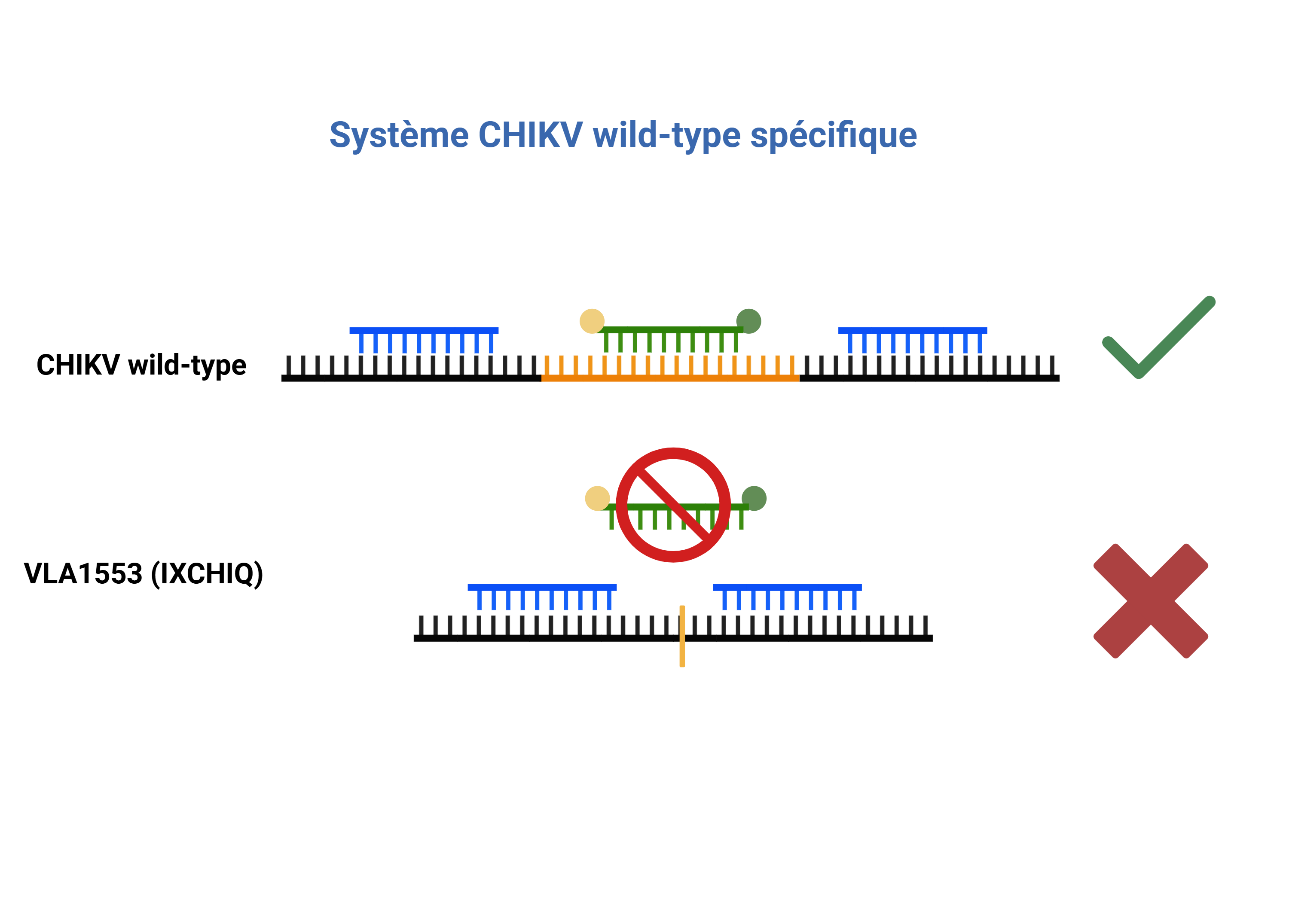 Système CHIKV wild-type spécifique
CHIKV wild-type
VLA1553 (IXCHIQ)